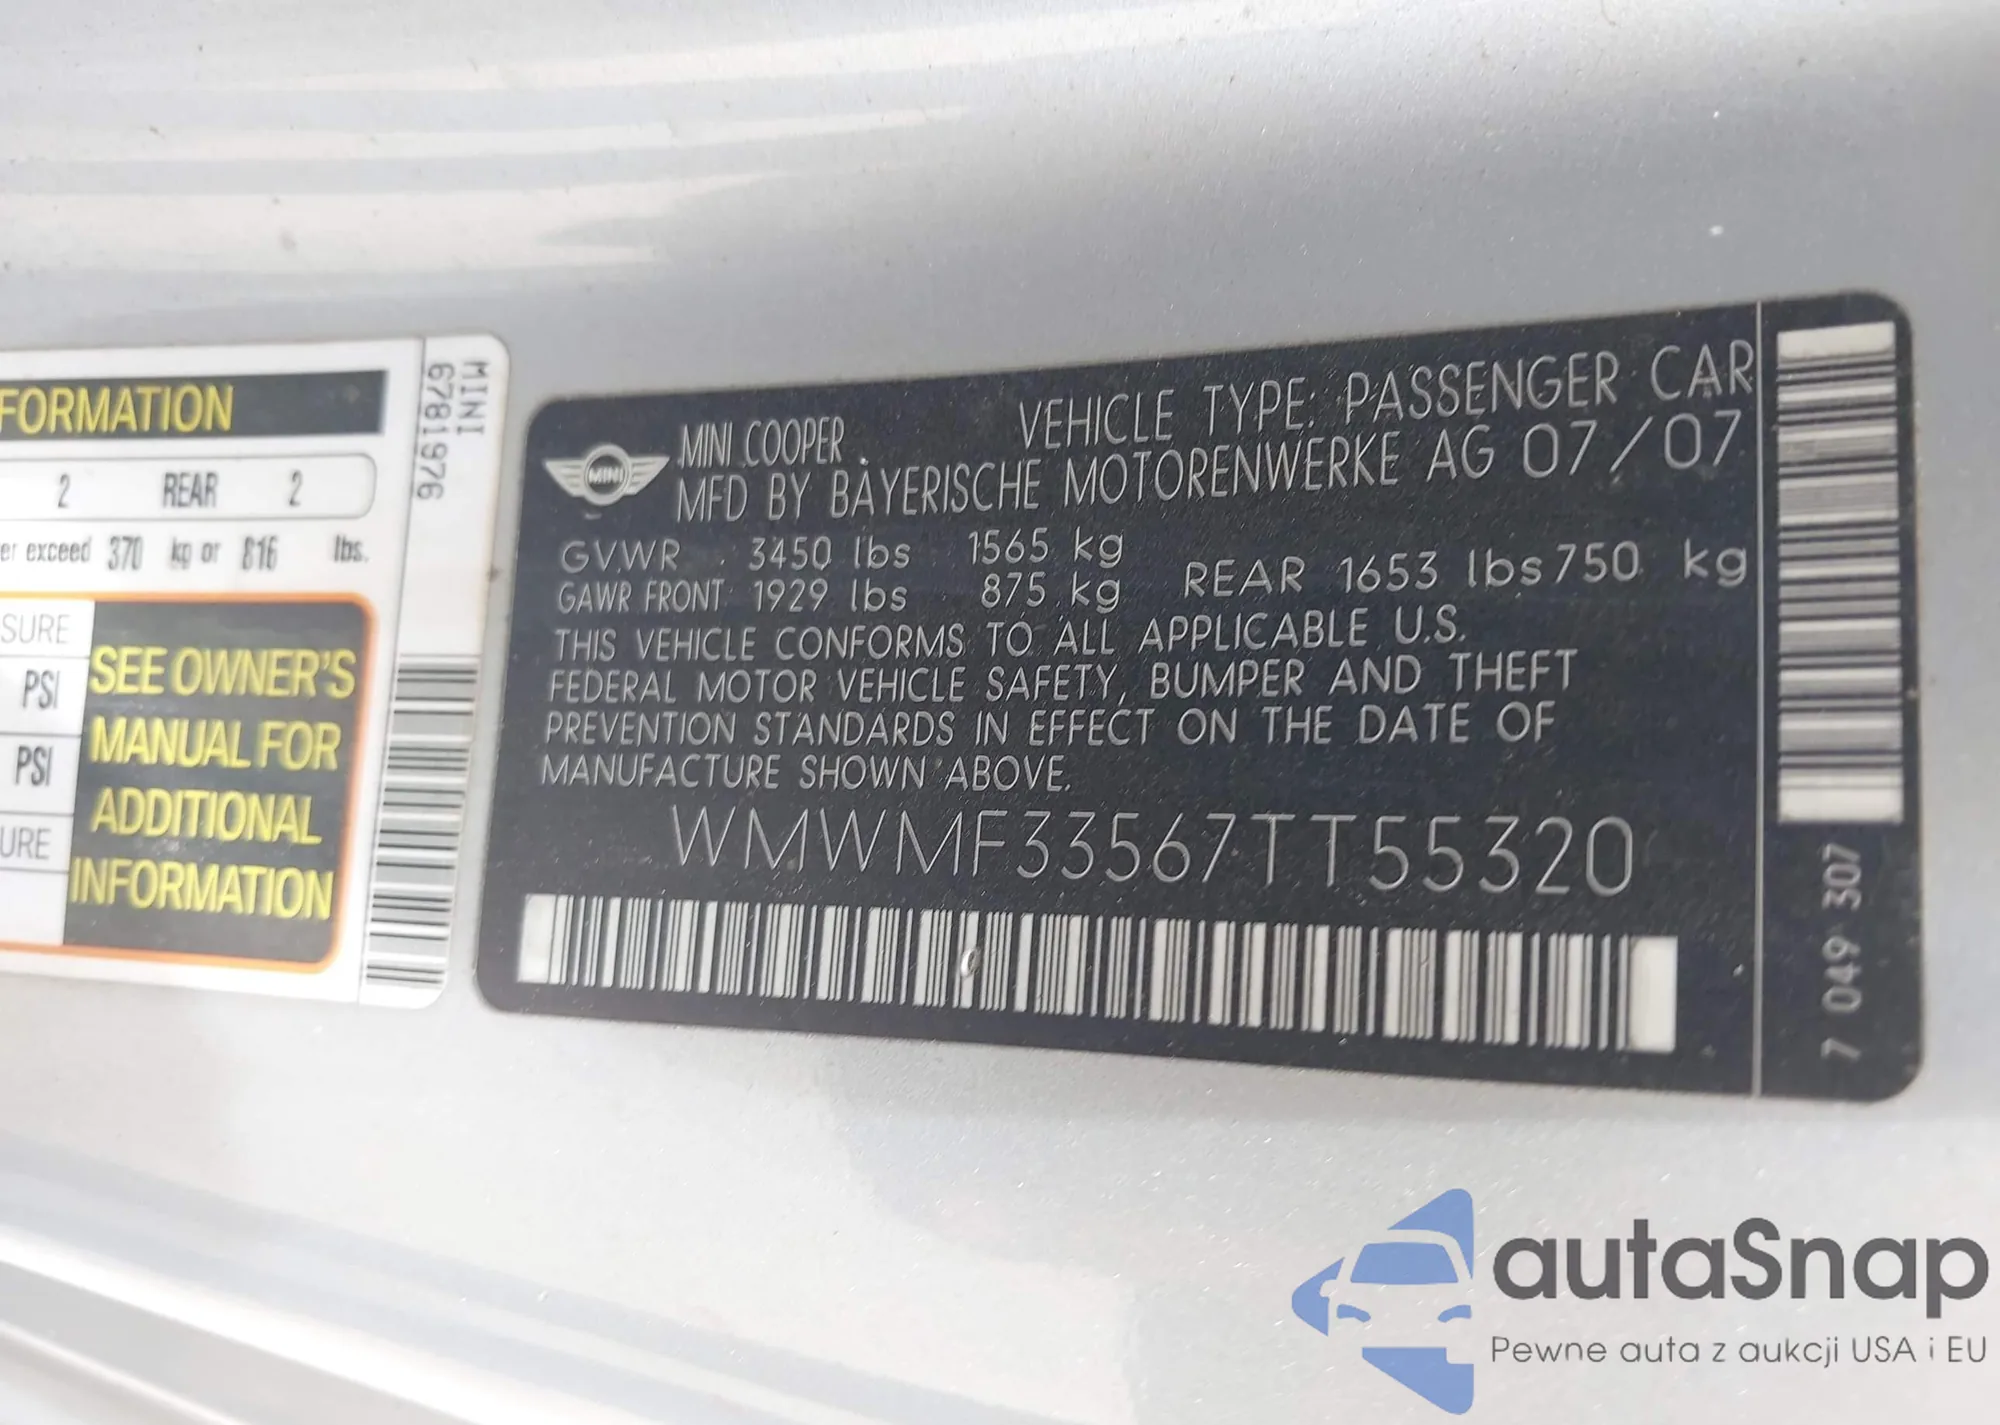 FORMATION
2 REAR 2
er exceed 370 kg or 816 lbs.
SURE
PSI
PSI
URE
SEE OWNER'S
MANUAL FOR
ADDITIONAL
INFORMATION
MINI
6781976
MINI
MINI COOPER VEHICLE TYPE: PASSENGER CAR
MFD BY BAYERISCHE MOTORENWERKE AG 07/07
GVWR 3450 lbs 1565 kg
GAWR FRONT: 1929 lbs 875 kg REAR 1653 lbs 750 kg
THIS VEHICLE CONFORMS TO ALL APPLICABLE U.S.
FEDERAL MOTOR VEHICLE SAFETY, BUMPER AND THEFT
PREVENTION STANDARDS IN EFFECT ON THE DATE OF
MANUFACTURE SHOWN ABOVE.
WMWMF33567TT55320
7 049 307
autaSnap
Pewne auta z aukcji USA i EU